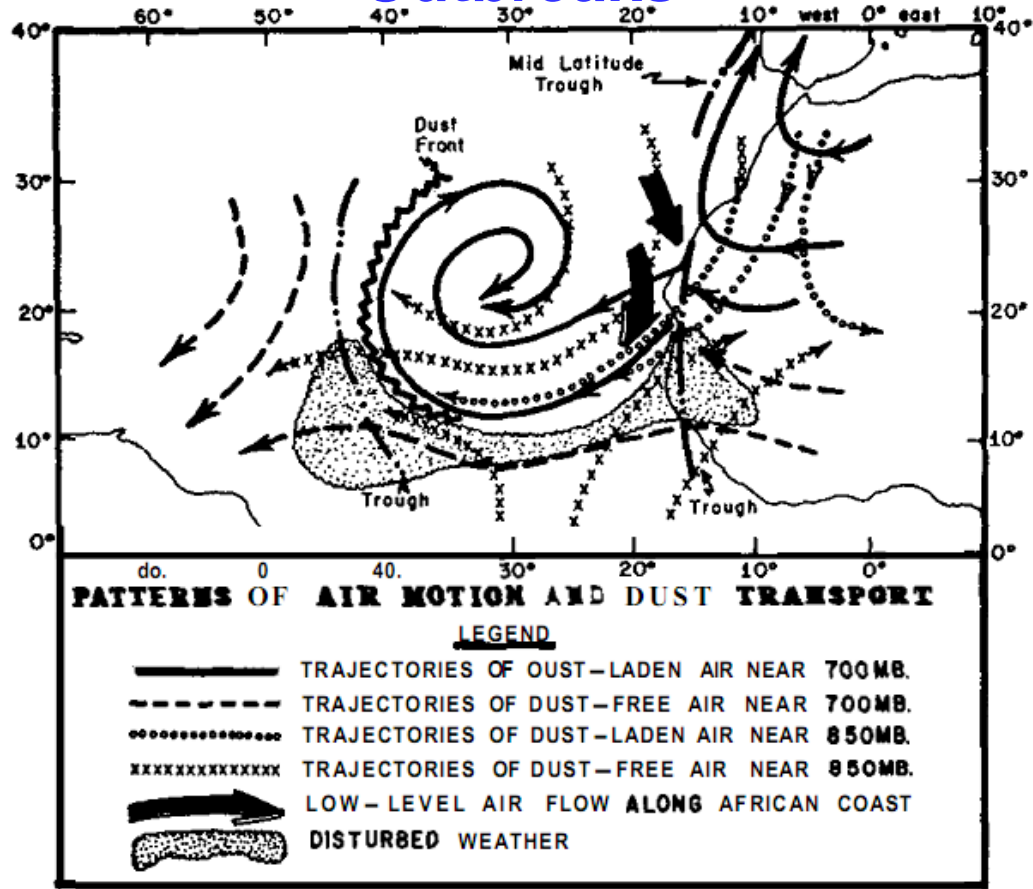 40° 50° 40° 30° 20° 10° west 0° east 10°
40°
Mid Latitude
Trough
Dust
Front
30° 30°
20° 20°
10° 10°
Trough Trough
0° 0°
do. 0 40. 30° 20° 10° 0°
PATTERNS OF AIR MOTION AND DUST TRANSPORT
LEGEND
TRAJECTORIES OF OUST-LADEN AIR NEAR 700MB.
TRAJECTORIES OF DUST-FREE AIR NEAR 700MB.
TRAJECTORIES OF DUST-LADEN AIR NEAR 850MB.
TRAJECTORIES OF DUST-FREE AIR NEAR 850MB.
LOW-LEVEL AIR FLOW ALONG AFRICAN COAST
DISTURBED WEATHER